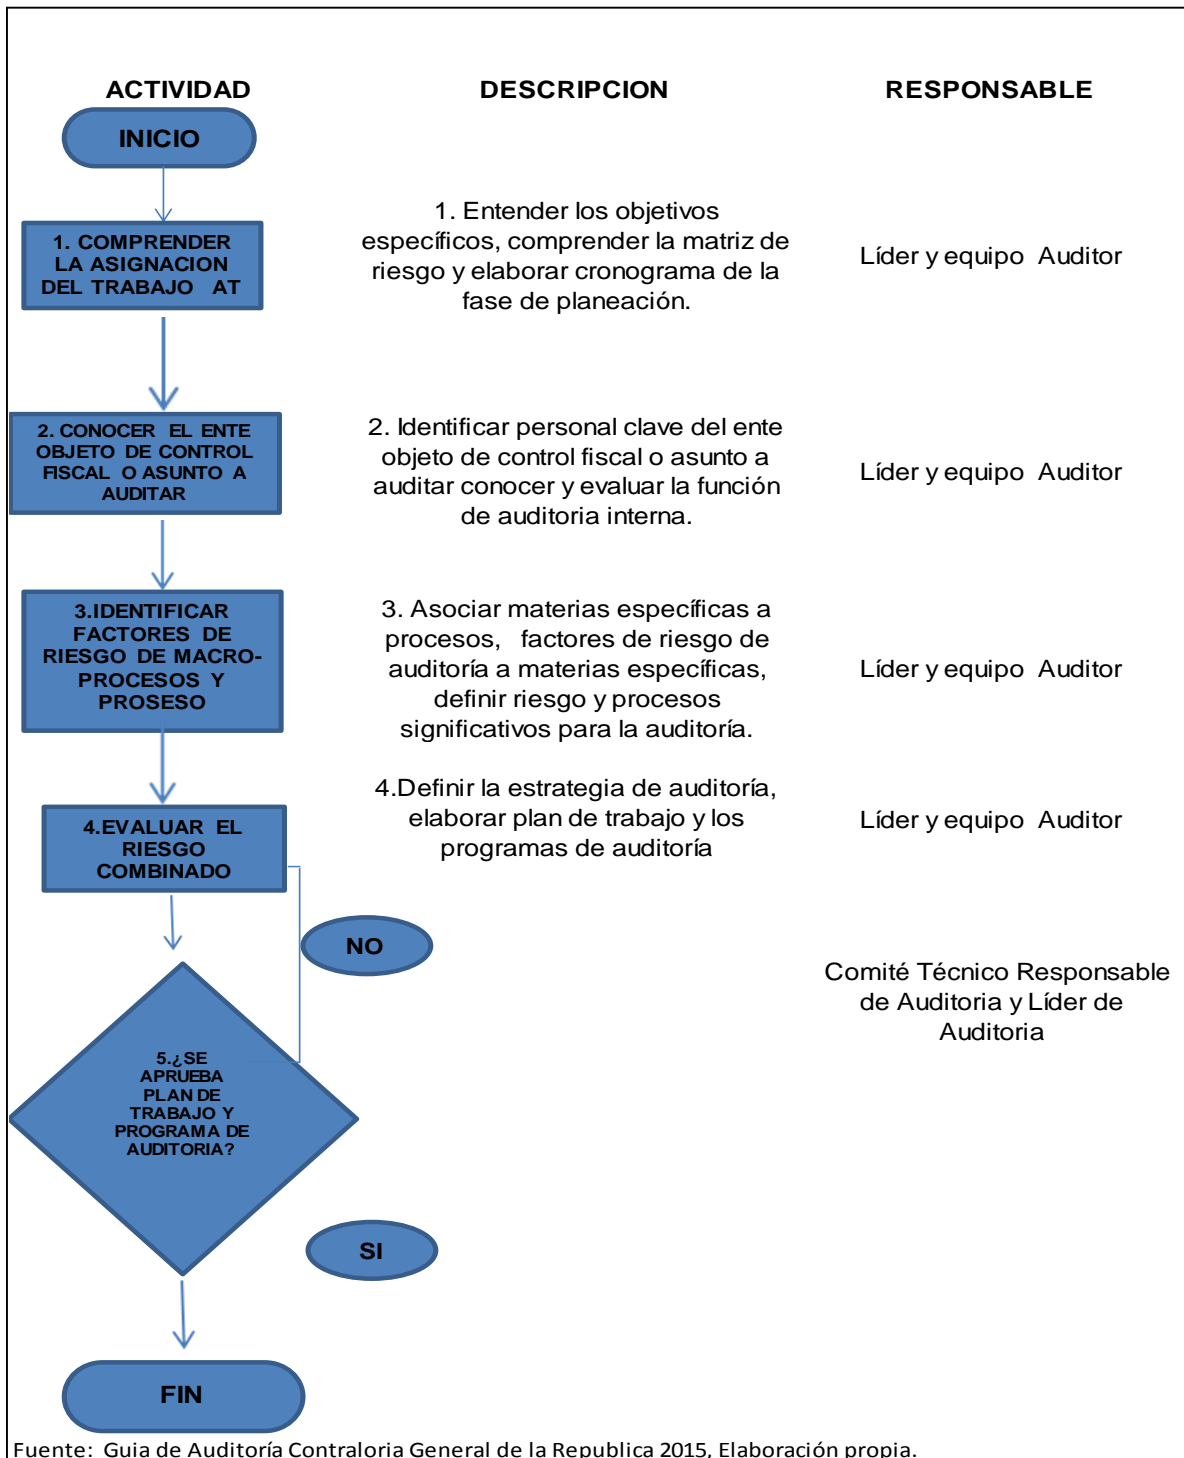 ACTIVIDAD DESCRIPCION RESPONSABLE
INICIO
1. COMPRENDER
LA ASIGNACION
DEL TRABAJO AT
1. Entender los objetivos
específicos, comprender la matriz de
riesgo y elaborar cronograma de la
fase de planeación.
Líder y equipo Auditor
2. CONOCER EL ENTE
OBJETO DE CONTROL
FISCAL O ASUNTO A
AUDITAR
2. Identificar personal clave del ente
objeto de control fiscal o asunto a
auditar conocer y evaluar la función
de auditoria interna.
Líder y equipo Auditor
3.IDENTIFICAR
FACTORES DE
RIESGO DE MACRO-
PROCESOS Y
PROSESO
3. Asociar materias específicas a
procesos, factores de riesgo de
auditoría a materias específicas,
definir riesgo y procesos
significativos para la auditoría.
Líder y equipo Auditor
4.EVALUAR EL
RIESGO
COMBINADO
4.Definir la estrategia de auditoría,
elaborar plan de trabajo y los
programas de auditoría
Líder y equipo Auditor
NO
5.¿SE
APRUEBA
PLAN DE
TRABAJO Y
PROGRAMA DE
AUDITORIA?
Comité Técnico Responsable
de Auditoria y Líder de
Auditoria
SI
FIN
Fuente: Guia de Auditoría Contraloria General de la Republica 2015, Elaboración propia.